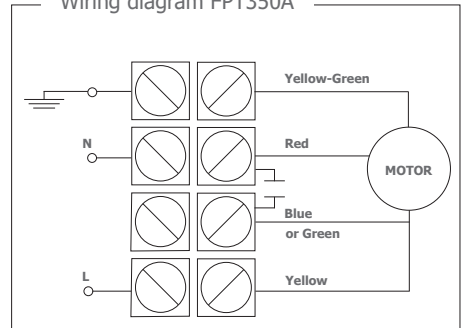 Wiring diagram FPT350A
Yellow-Green
N
Red
MOTOR
Blue
or Green
L
Yellow